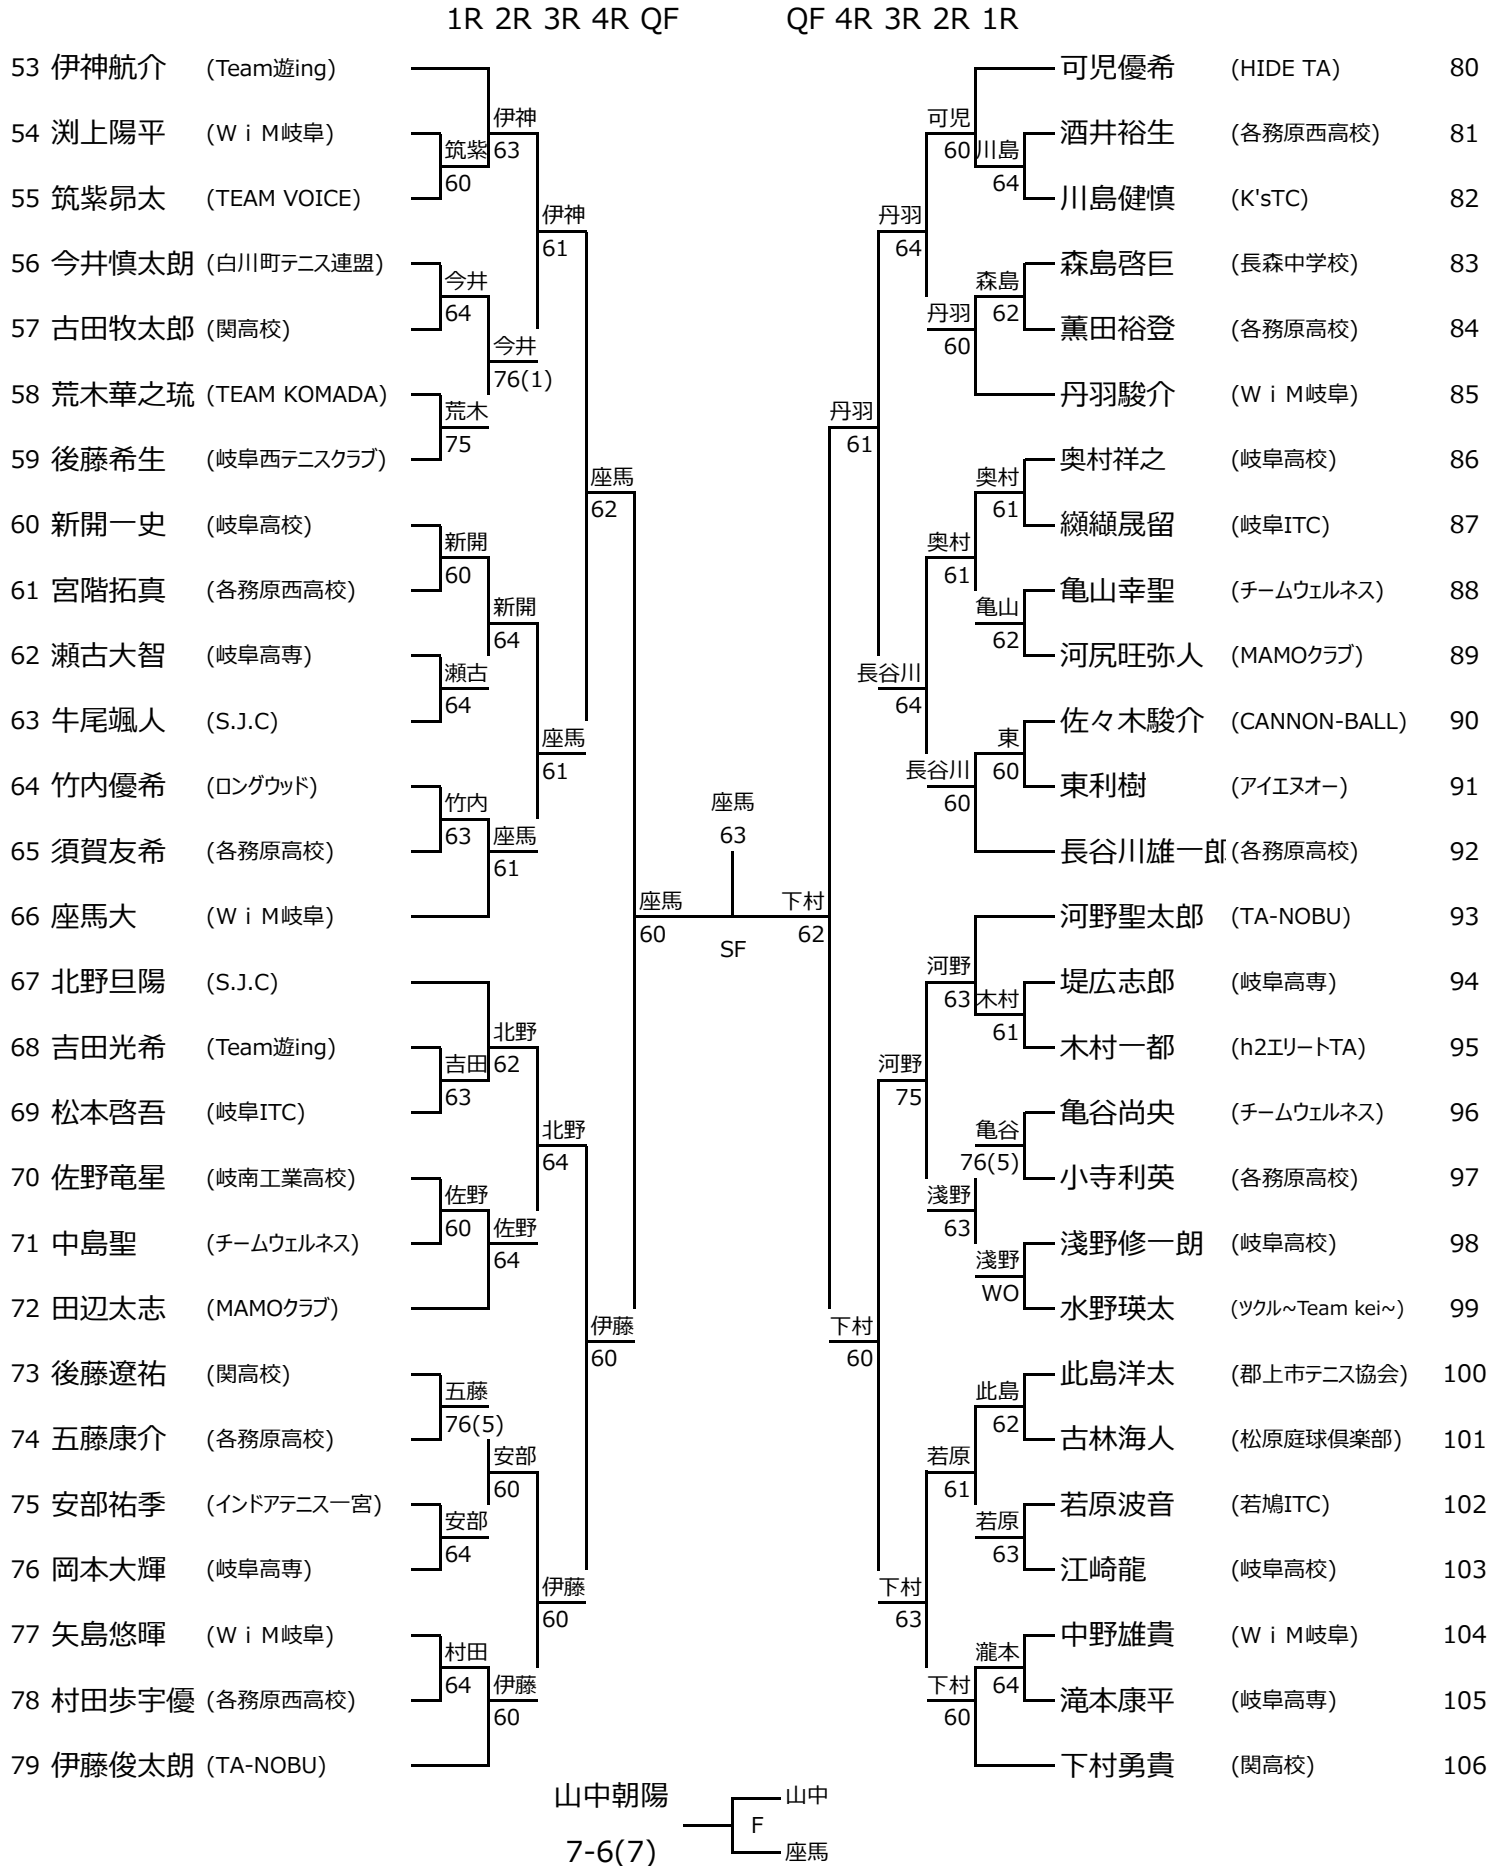 1R 2R 3R 4R QF QF 4R 3R 2R 1R
53 伊神航介 (Team遊ing) 可児優希 (HIDE TA) 80
伊神 可児
54 渕上陽平 (WiM岐阜) 酒井裕生 (各務原西高校) 81
筑紫 63 60 川島
60 64
55 筑紫昴太 (TEAM VOICE) 川島健慎 (K'sTC) 82
伊神 丹羽
61 64
56 今井慎太朗 (白川町テニス連盟) 森島啓巨 (長森中学校) 83
今井 森島
64 丹羽 62
57 古田牧太郎 (関高校) 薫田裕登 (各務原高校) 84
今井 60
76(1)
58 荒木華之琉 (TEAM KOMADA) 丹羽駿介 (WiM岐阜) 85
荒木 丹羽
75 61
59 後藤希生 (岐阜西テニスクラブ) 奥村祥之 (岐阜高校) 86
座馬 奥村
62 61
60 新開一史 (岐阜高校) 纐纈晟留 (岐阜ITC) 87
新開 奥村
60 61
61 宮階拓真 (各務原西高校) 亀山幸聖 (チームウェルネス) 88
新開 亀山
64 62
62 瀬古大智 (岐阜高専) 河尻旺弥人 (MAMOクラブ) 89
瀬古 長谷川
64 64
63 牛尾颯人 (S.J.C) 佐々木駿介 (CANNON-BALL) 90
座馬 東
61 長谷川 60
64 竹内優希 (ロングウッド) 東利樹 (アイエヌオー) 91
竹内 座馬 60
63 座馬 63
65 須賀友希 (各務原高校) 長谷川雄一郎 (各務原高校) 92
61
座馬 下村
66 座馬大 (WiM岐阜) 河野聖太郎 (TA-NOBU) 93
60 SF 62
河野
67 北野旦陽 (S.J.C) 堤広志郎 (岐阜高専) 94
63 木村
北野 61
68 吉田光希 (Team遊ing) 木村一都 (h2エリートTA) 95
吉田 62 河野
63 75
69 松本啓吾 (岐阜ITC) 亀谷尚央 (チームウェルネス) 96
北野 亀谷
64 76(5)
70 佐野竜星 (岐南工業高校) 小寺利英 (各務原高校) 97
佐野 淺野
60 佐野 63
71 中島聖 (チームウェルネス) 淺野修一朗 (岐阜高校) 98
64 淺野
WO
72 田辺太志 (MAMOクラブ) 水野瑛太 (ツクル~Team kei~) 99
伊藤 下村
60 60
73 後藤遼祐 (関高校) 此島洋太 (郡上市テニス協会) 100
五藤 此島
76(5) 62
74 五藤康介 (各務原高校) 古林海人 (松原庭球倶楽部) 101
安部 若原
60 61
75 安部祐季 (インドアテニス一宮) 若原波音 (若鳩ITC) 102
安部 若原
64 63
76 岡本大輝 (岐阜高専) 江崎龍 (岐阜高校) 103
伊藤 下村
60 63
77 矢島悠暉 (WiM岐阜) 中野雄貴 (WiM岐阜) 104
村田 瀧本
64 伊藤 下村 64
78 村田歩宇優 (各務原西高校) 滝本康平 (岐阜高専) 105
60 60
79 伊藤俊太朗 (TA-NOBU) 下村勇貴 (関高校) 106
山中朝陽 山中
F
7-6(7) 座馬